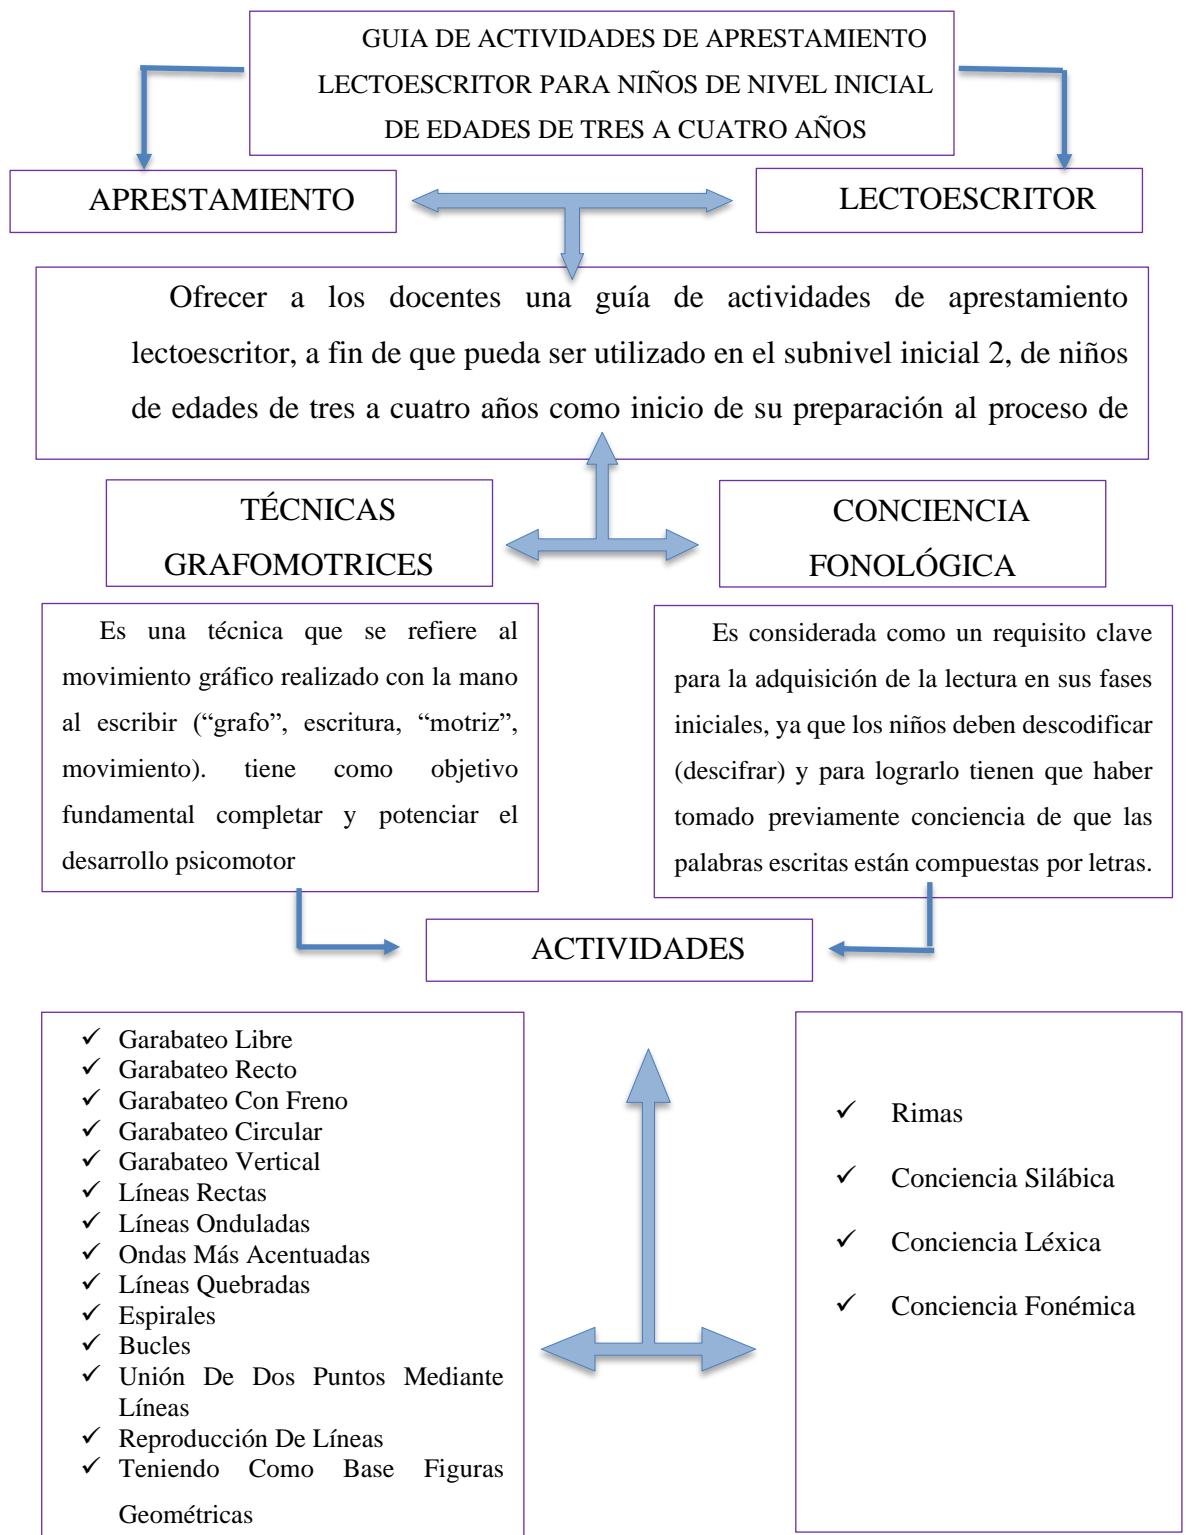 GUIA DE ACTIVIDADES DE APRESTAMIENTO
LECTOESCRITOR PARA NIÑOS DE NIVEL INICIAL
DE EDADES DE TRES A CUATRO AÑOS
APRESTAMIENTO
LECTOESCRITOR
Ofrecer a los docentes una guía de actividades de aprestamiento
lectoescritor, a fin de que pueda ser utilizado en el subnivel inicial 2, de niños
de edades de tres a cuatro años como inicio de su preparación al proceso de
TÉCNICAS
GRAFOMOTRICES
CONCIENCIA
FONOLÓGICA
Es una técnica que se refiere al
movimiento gráfico realizado con la mano
al escribir (“grafo”, escritura, “motriz”,
movimiento). tiene como objetivo
fundamental completar y potenciar el
desarrollo psicomotor
Es considerada como un requisito clave
para la adquisición de la lectura en sus fases
iniciales, ya que los niños deben descodificar
(descifrar) y para lograrlo tienen que haber
tomado previamente conciencia de que las
palabras escritas están compuestas por letras.
ACTIVIDADES
✓ Garabateo Libre
✓ Garabateo Recto
✓ Garabateo Con Freno
✓ Garabateo Circular
✓ Garabateo Vertical
✓ Líneas Rectas
✓ Líneas Onduladas
✓ Ondas Más Acentuadas
✓ Líneas Quebradas
✓ Espirales
✓ Bucles
✓ Unión De Dos Puntos Mediante
Líneas
✓ Reproducción De Líneas
✓ Teniendo Como Base Figuras
Geométricas
✓ Rimas
✓ Conciencia Silábica
✓ Conciencia Léxica
✓ Conciencia Fonémica